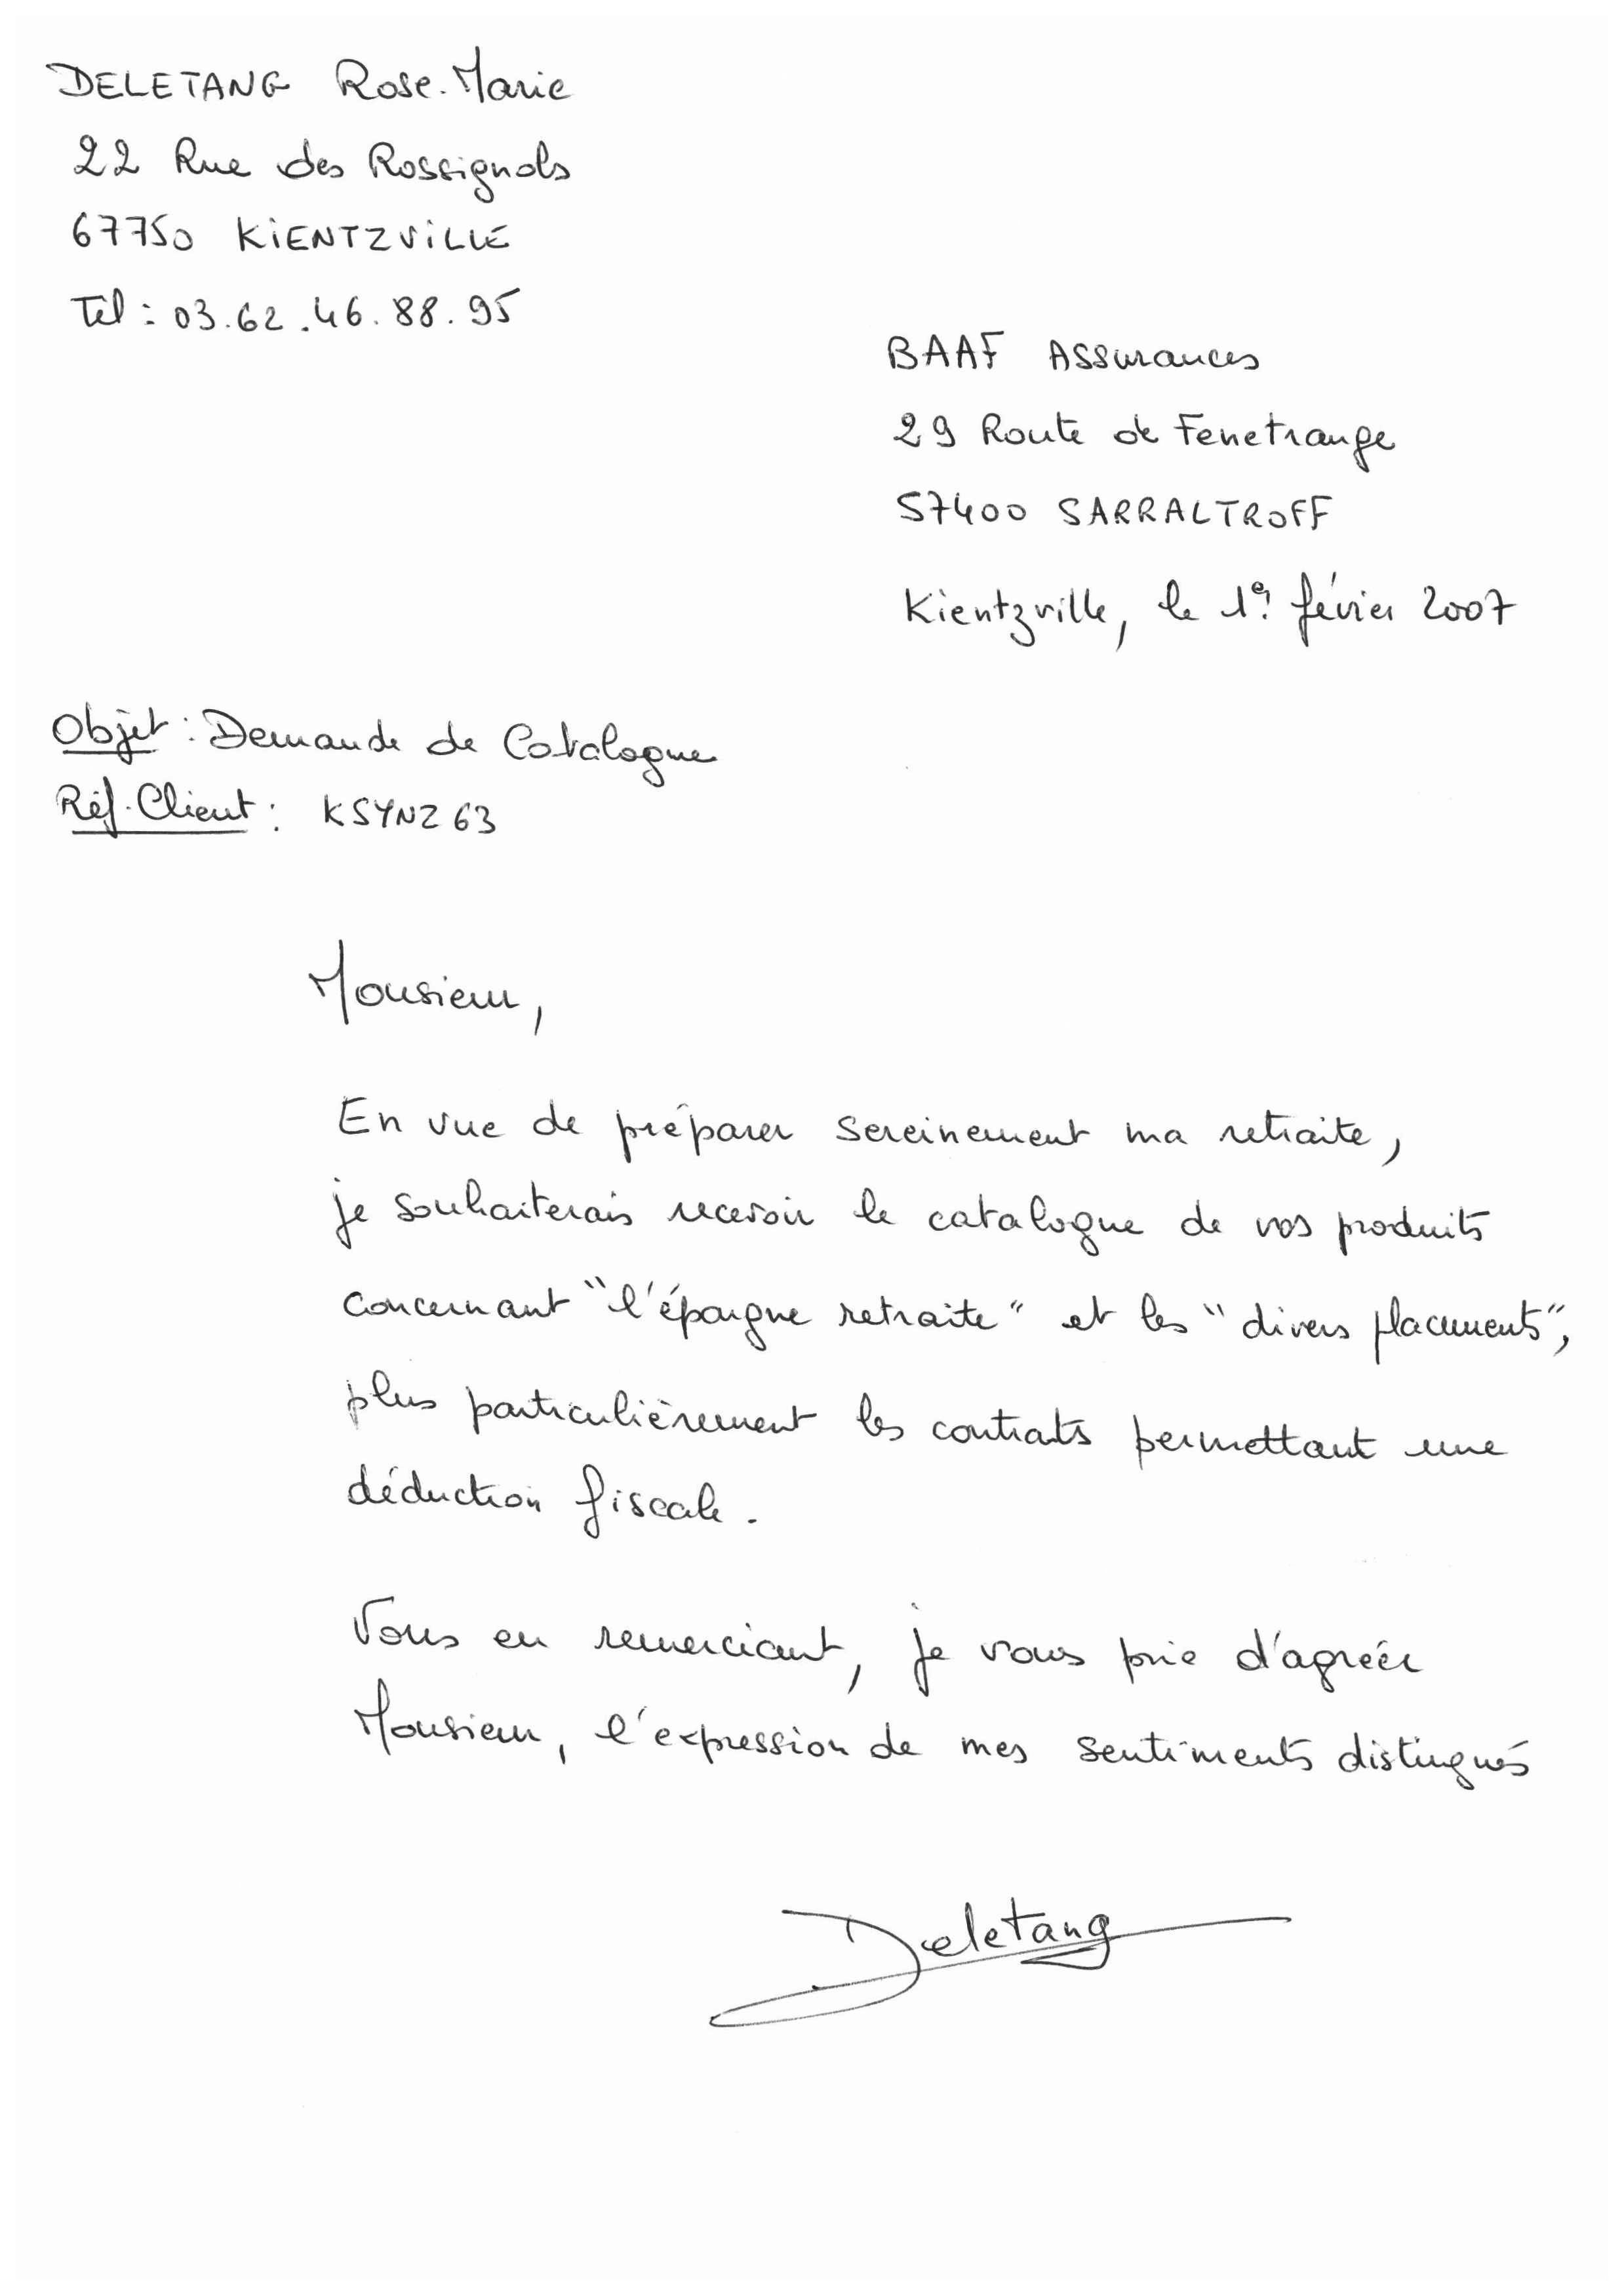 DELETANG Rose-Marie
22 Rue des Rossignols
67750 KIENTZVILLE
Tél : 03.62.46.88.95
BAAF Assurances
29 Route de Fenetrange
57400 SARRALTROFF
Kientzville, le 1er févier 2007
Objet : Demande de Catalogue
Réf. Client : KSYNZ63
Monsieur,
En vue de préparer sereinement ma retraite,
je souhaiterais recevoir le catalogue de vos produits
concernant "l'épargne retraite" et les "divers placements",
plus particulièrement les contrats permettant une
déduction fiscale.
Vous en remerciant, je vous prie d'agréer
Monsieur, l'expression de mes sentiments distingués
Deletang